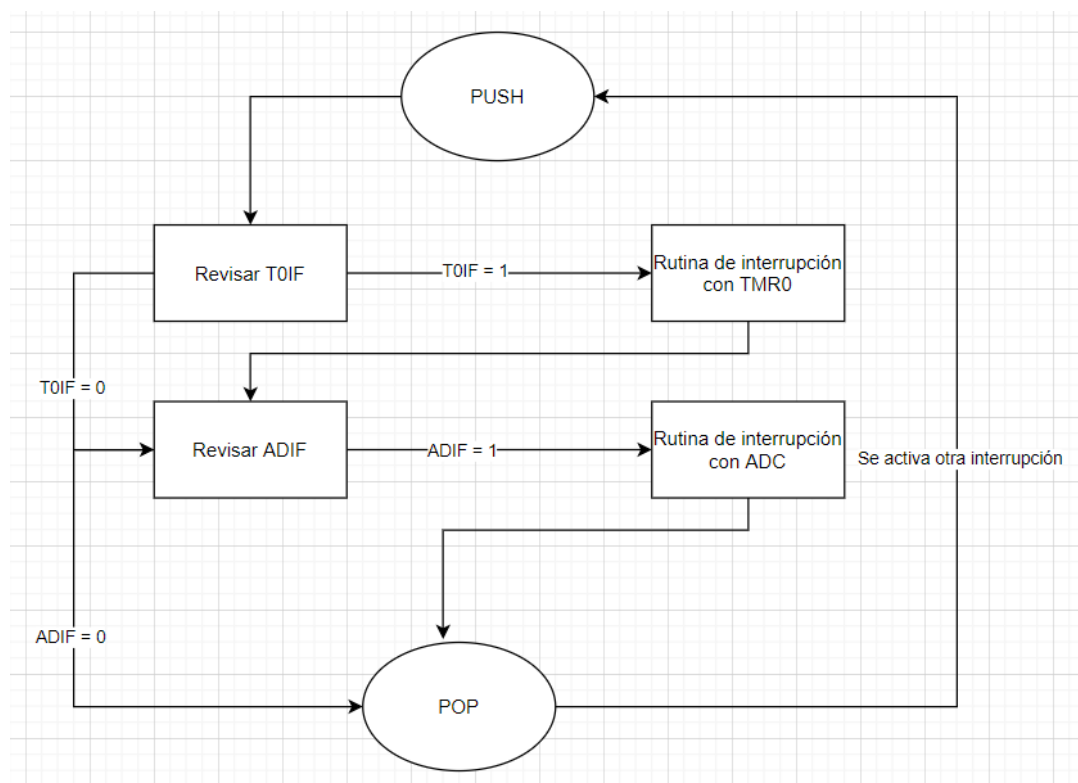 PUSH
Revisar T0IF
T0IF = 1
Rutina de interrupción
con TMR0
T0IF = 0
Revisar ADIF
ADIF = 1
Rutina de interrupción
con ADC
Se activa otra interrupción
ADIF = 0
POP